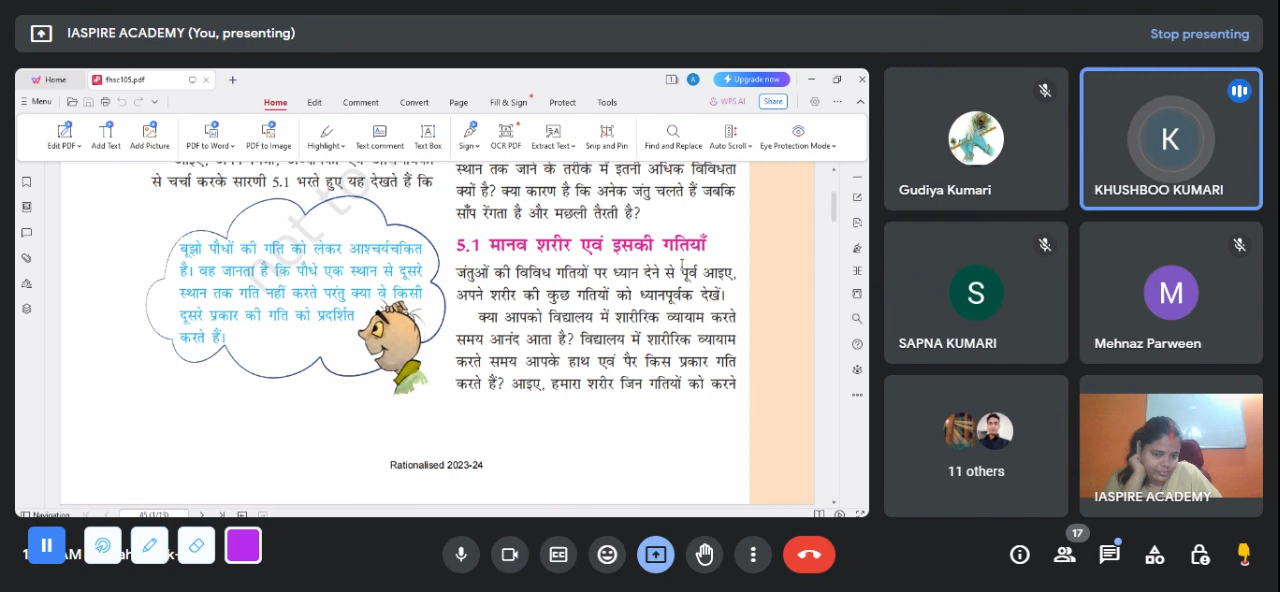 IASPIRE ACADEMY (You, presenting)
Stop presenting
Home
fhsc105.pdf
Upgrade now
Menu
Home
Edit
Comment
Convert
Page
Fill & Sign
Protect
Tools
WPS AI
Share
Edit PDF
Add Text
Add Picture
PDF to Word
PDF to Image
Highlight
Text comment
Text Box
Sign
OCR PDF
Extract Text
Snip and Pin
Find and Replace
Auto Scroll
Eye Protection Mode
से चर्चा करके सारणी 5.1 भरते हुए यह देखते हैं कि
not to
बूझो पौधों की गति को लेकर आश्चर्यचकित
है। वह जानता है कि पौधे एक स्थान से दूसरे
स्थान तक गति नहीं करते परंतु क्या वे किसी
दूसरे प्रकार की गति को प्रदर्शित
करते हैं।
स्थान तक जाने के तरीके में इतनी अधिक विविधता
क्यों है? क्या कारण है कि अनेक जंतु चलते हैं जबकि
साँप रेंगता है और मछली तैरती है?
5.1 मानव शरीर एवं इसकी गतियाँ
जंतुओं की विविध गतियों पर ध्यान देने से पूर्व आइए,
अपने शरीर की कुछ गतियों को ध्यानपूर्वक देखें।
क्या आपको विद्यालय में शारीरिक व्यायाम करते
समय आनंद आता है? विद्यालय में शारीरिक व्यायाम
करते समय आपके हाथ एवं पैर किस प्रकार गति
करते हैं? आइए, हमारा शरीर जिन गतियों को करने
Rationalised 2023-24
Navigation
45 (1/13)
Gudiya Kumari
K
KHUSHBOO KUMARI
S
SAPNA KUMARI
M
Mehnaz Parween
11 others
IASPIRE ACADEMY
17